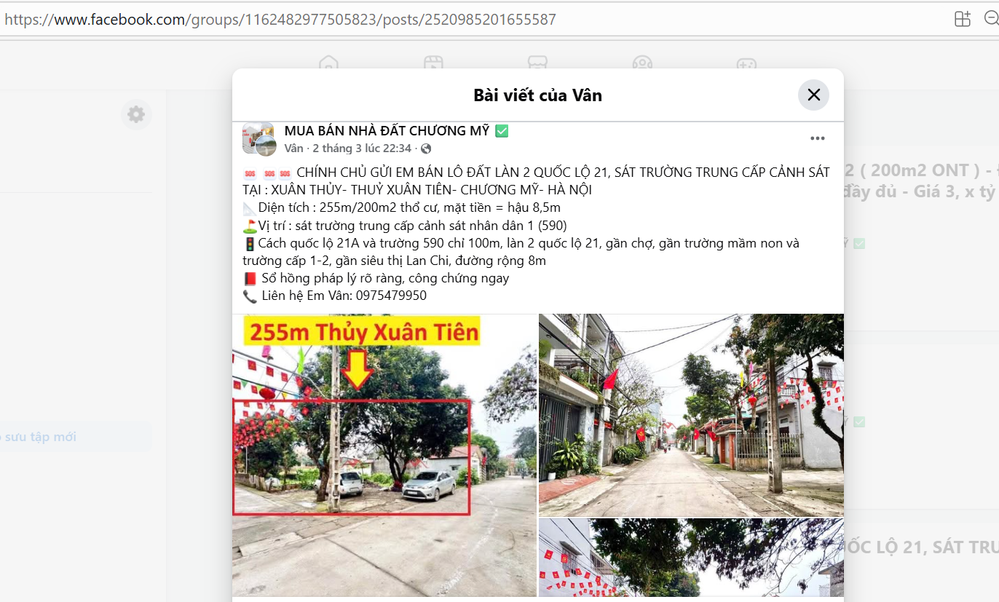 https://www.facebook.com/groups/1162482977505823/posts/2520985201655587
Bài viết của Vân
MUA BÁN NHÀ ĐẤT CHƯƠNG MỸ ✅
Vân · 2 tháng 3 lúc 22:34 ·
🆘 🆘🆘 CHÍNH CHỦ GỬI EM BÁN LÔ ĐẤT LÀN 2 QUỐC LỘ 21, SÁT TRƯỜNG TRUNG CẤP CẢNH SÁT
TẠI : XUÂN THỦY- THUỶ XUÂN TIÊN- CHƯƠNG MỸ- HÀ NỘI
📐Diện tích : 255m/200m2 thổ cư, mặt tiền = hậu 8,5m
⛳Vị trí : sát trường trung cấp cảnh sát nhân dân 1 (590)
🚦Cách quốc lộ 21A và trường 590 chỉ 100m, làn 2 quốc lộ 21, gần chợ, gần trường mầm non và
trường cấp 1-2, gần siêu thị Lan Chi, đường rộng 8m
📕 Sổ hồng pháp lý rõ ràng, công chứng ngay
📞 Liên hệ Em Vân: 0975479950
255m Thủy Xuân Tiên
2 ( 200m2 ONT ) -
đầy đủ - Giá 3, x tỷ
sưu tập mới
ỐC LỘ 21, SÁT TRƯ